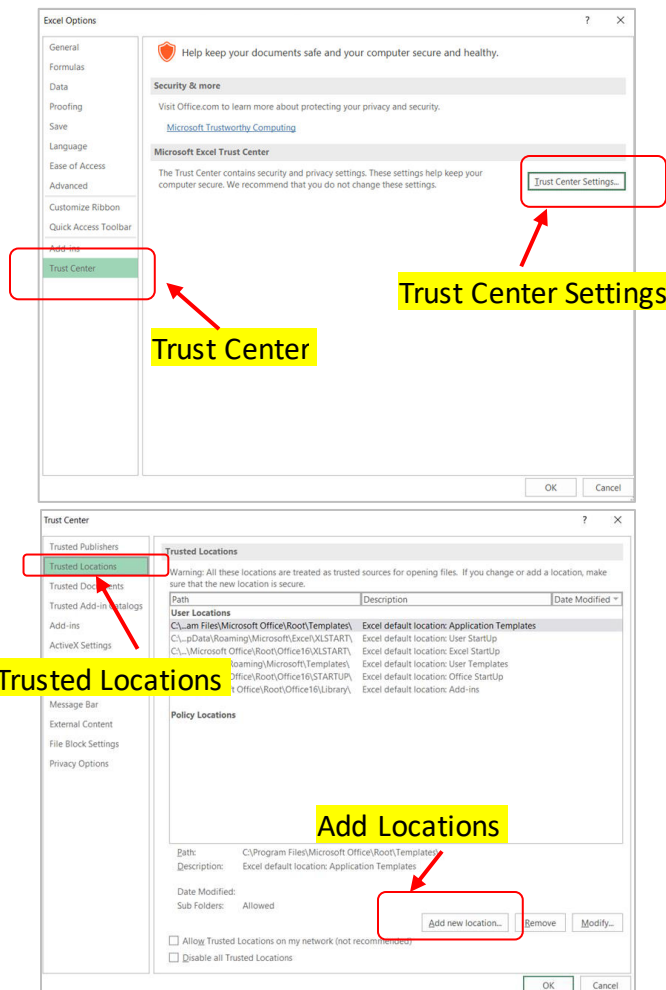 Excel Options ? ×
General
Formulas
Data
Proofing
Save
Language
Ease of Access
Advanced
Customize Ribbon
Quick Access Toolbar
Add-ins
Trust Center
Help keep your documents safe and your computer secure and healthy.
Security & more
Visit Office.com to learn more about protecting your privacy and security.
Microsoft Trustworthy Computing
Microsoft Excel Trust Center
The Trust Center contains security and privacy settings. These settings help keep your
computer secure. We recommend that you do not change these settings.
Trust Center Settings...
Trust Center Settings
Trust Center
OK Cancel
Trust Center ? ×
Trusted Publishers
Trusted Locations
Trusted Documents
Trusted Add-in Catalogs
Add-ins
ActiveX Settings
Trusted Locations
Message Bar
External Content
File Block Settings
Privacy Options
Trusted Locations
Warning: All these locations are treated as trusted sources for opening files. If you change or add a location, make
sure that the new location is secure.
Path Description Date Modified
User Locations
C:\...am Files\Microsoft Office\Root\Templates\ Excel default location: Application Templates
C:\...pData\Roaming\Microsoft\Excel\XLSTART\ Excel default location: User StartUp
C:\...\Microsoft Office\Root\Office16\XLSTART\ Excel default location: Excel StartUp
oaming\Microsoft\Templates\ Excel default location: User Templates
ffice\Root\Office16\STARTUP\ Excel default location: Office StartUp
t Office\Root\Office16\Library\ Excel default location: Add-ins
Policy Locations
Add Locations
Path: C:\Program Files\Microsoft Office\Root\Templates\
Description: Excel default location: Application Templates
Date Modified:
Sub Folders: Allowed
Add new location... Remove Modify...
Allow Trusted Locations on my network (not recommended)
Disable all Trusted Locations
OK Cancel